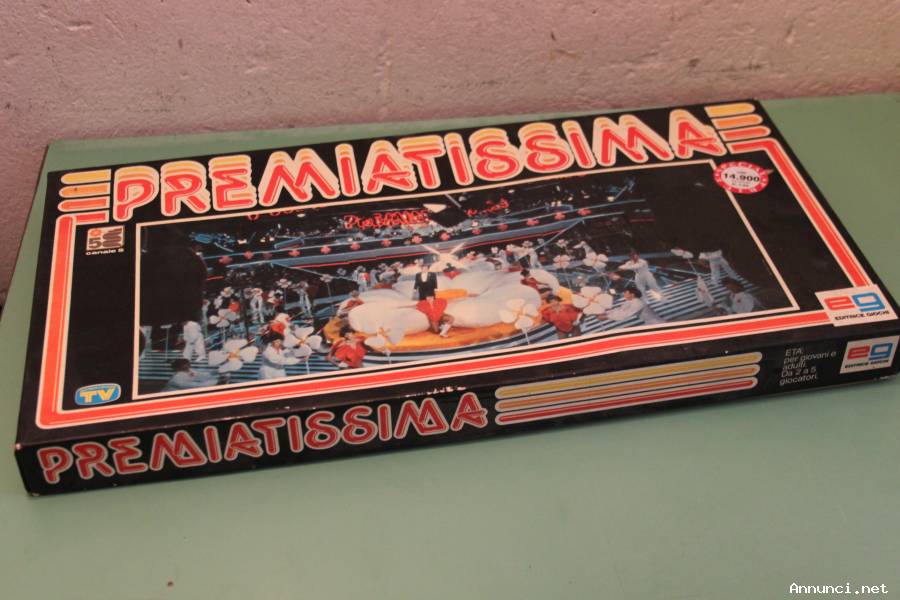 PREMIATISSIMA
14.900
5
canale 5
TV
eg
EDITRICE GIOCHI
PREMIATISSIMA
ETA'
per giovani e
adulti.
Da 2 a 5
giocatori.
eg
EDITRICE GIOCHI
Annunci.net